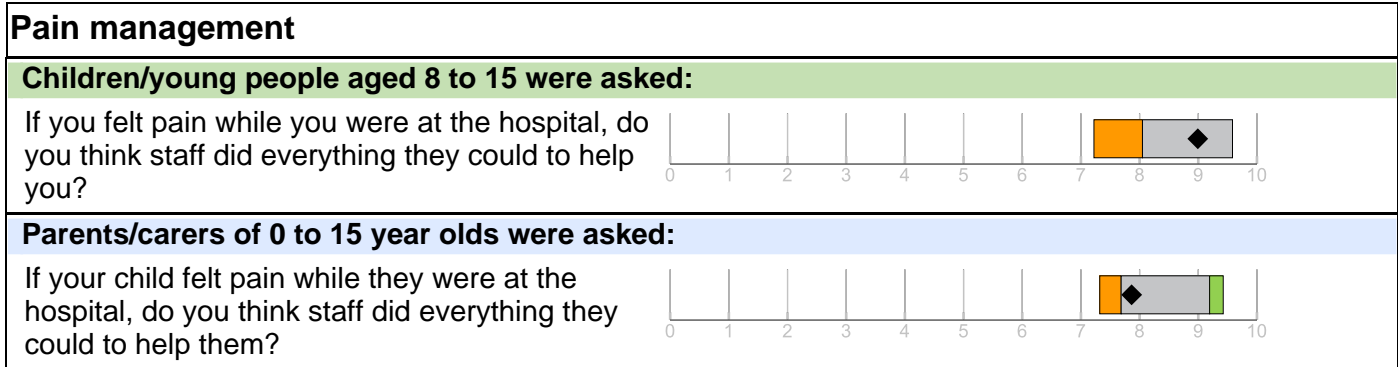 Pain management
Children/young people aged 8 to 15 were asked:
If you felt pain while you were at the hospital, do
you think staff did everything they could to help
you?
0 1 2 3 4 5 6 7 8 9 10
Parents/carers of 0 to 15 year olds were asked:
If your child felt pain while they were at the
hospital, do you think staff did everything they
could to help them?
0 1 2 3 4 5 6 7 8 9 10